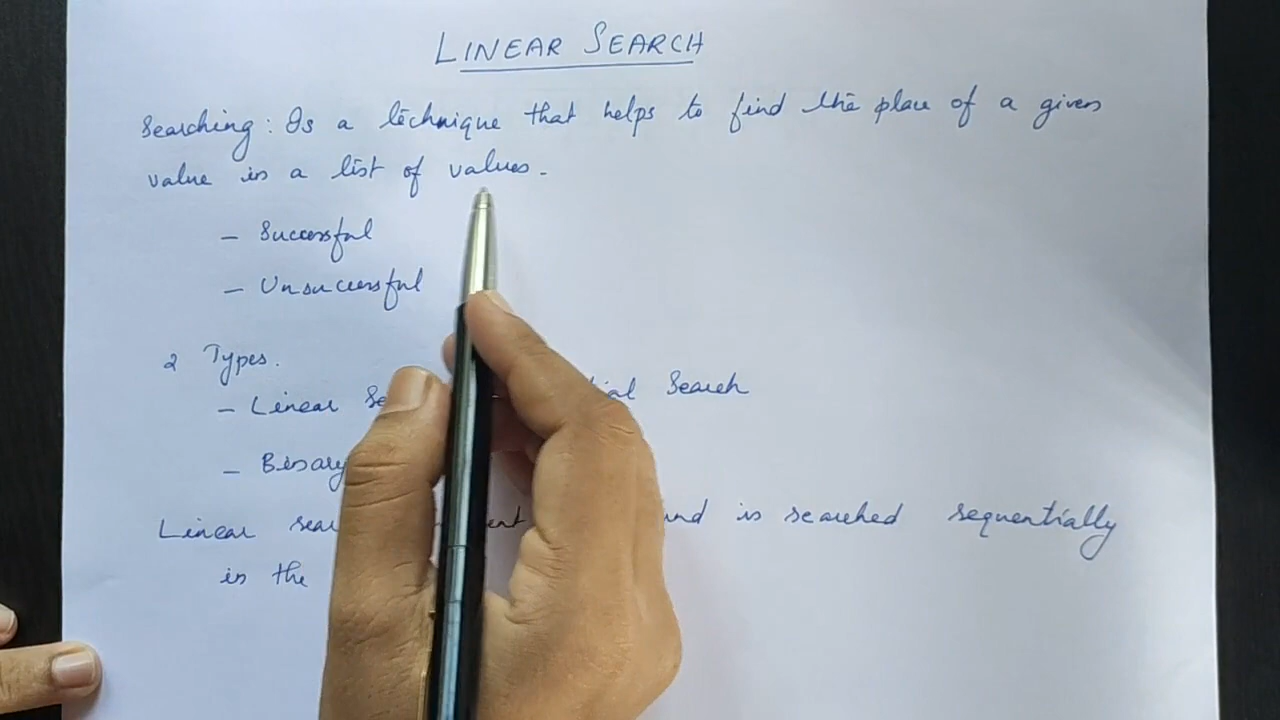 LINEAR SEARCH
Searching: Is a technique that helps to find the place of a given
value in a list of values.
- Successful
- Unsuccessful
2 Types.
- Linear Search
- Binary
Linear is searched sequentially
in the